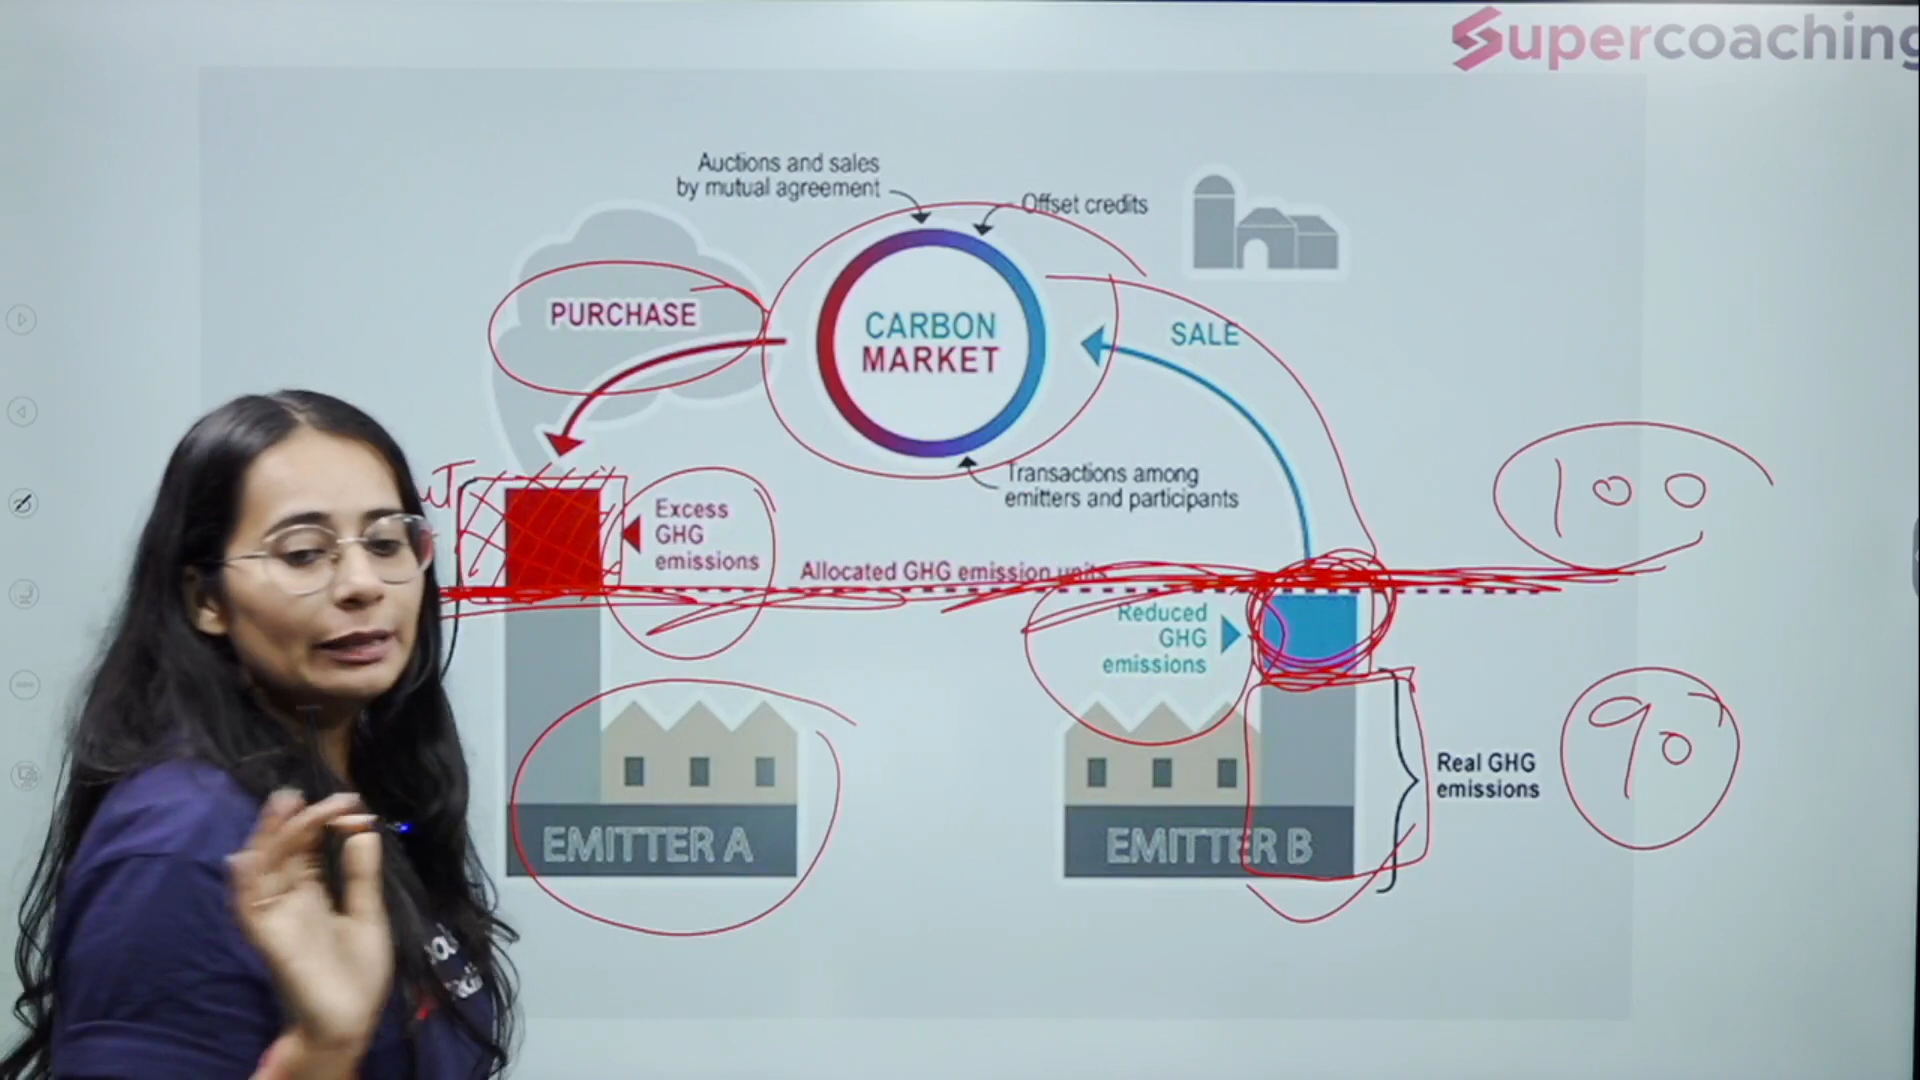 Supercoaching
Auctions and sales
by mutual agreement
Offset credits
PURCHASE
CARBON
MARKET
SALE
Transactions among
emitters and participants
100
Excess
GHG
emissions
Allocated GHG emission units
Reduced
GHG
emissions
90
Real GHG
emissions
EMITTER A
EMITTER B